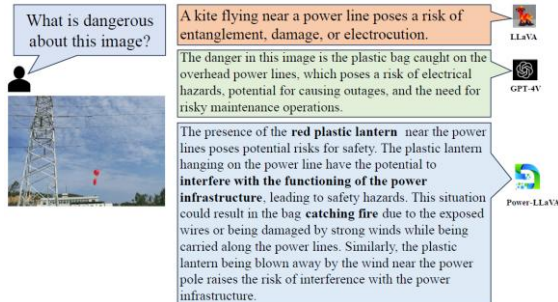 What is dangerous
about this image?
A kite flying near a power line poses a risk of
entanglement, damage, or electrocution.
LLaVA
The danger in this image is the plastic bag caught on the
overhead power lines, which poses a risk of electrical
hazards, potential for causing outages, and the need for
risky maintenance operations.
GPT-4V
The presence of the red plastic lantern near the power
lines poses potential risks for safety. The plastic lantern
hanging on the power line have the potential to
interfere with the functioning of the power
infrastructure, leading to safety hazards. This situation
could result in the bag catching fire due to the exposed
wires or being damaged by strong winds while being
carried along the power lines. Similarly, the plastic
lantern being blown away by the wind near the power
pole raises the risk of interference with the power
infrastructure.
Power-LLaVA